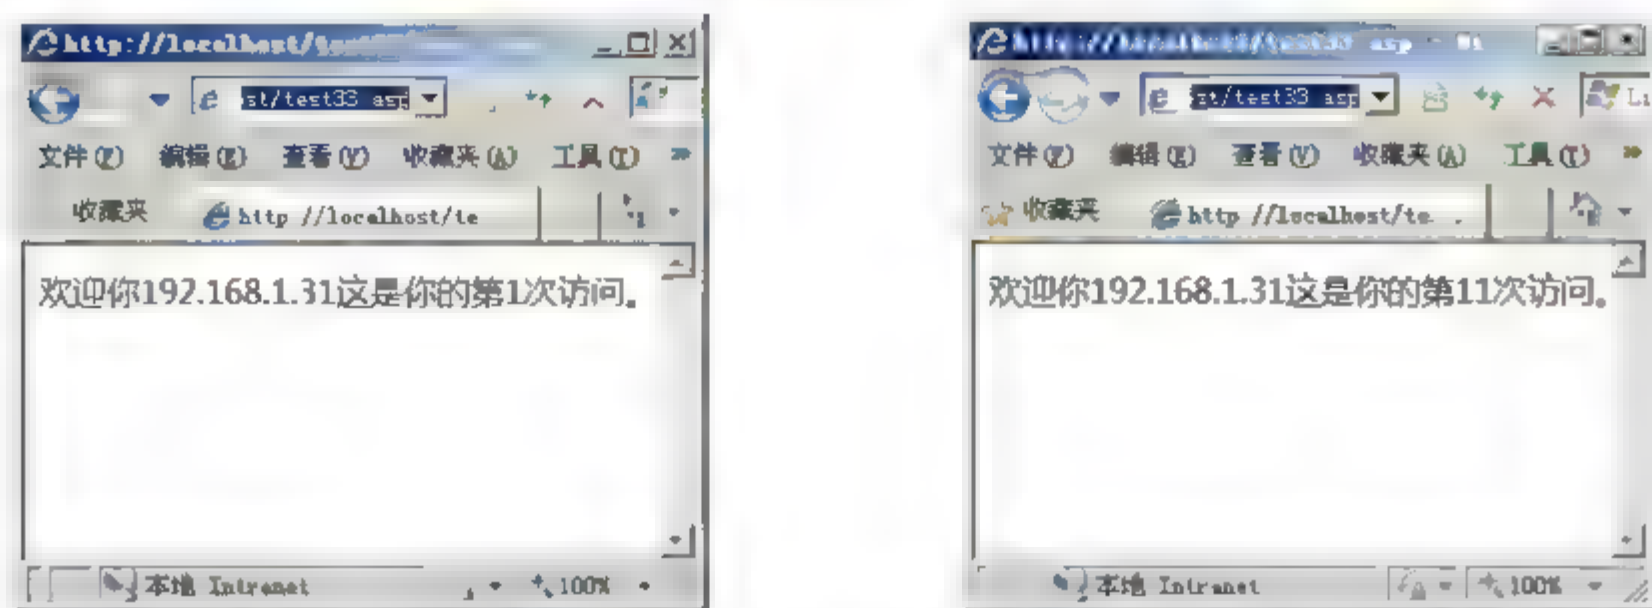 http://localhost/
st/test33 asp
文件(F) 编辑(E) 查看(V) 收藏夹(A) 工具(T) »
收藏夹 http //localhost/te
欢迎你192.168.1.31这是你的第1次访问。
本地 Intranet 100%
asp
st/test33 asp Li
文件(F) 编辑(E) 查看(V) 收藏夹(A) 工具(T) »
收藏夹 http //localhost/te..
欢迎你192.168.1.31这是你的第11次访问。
本地 Intranet 100%